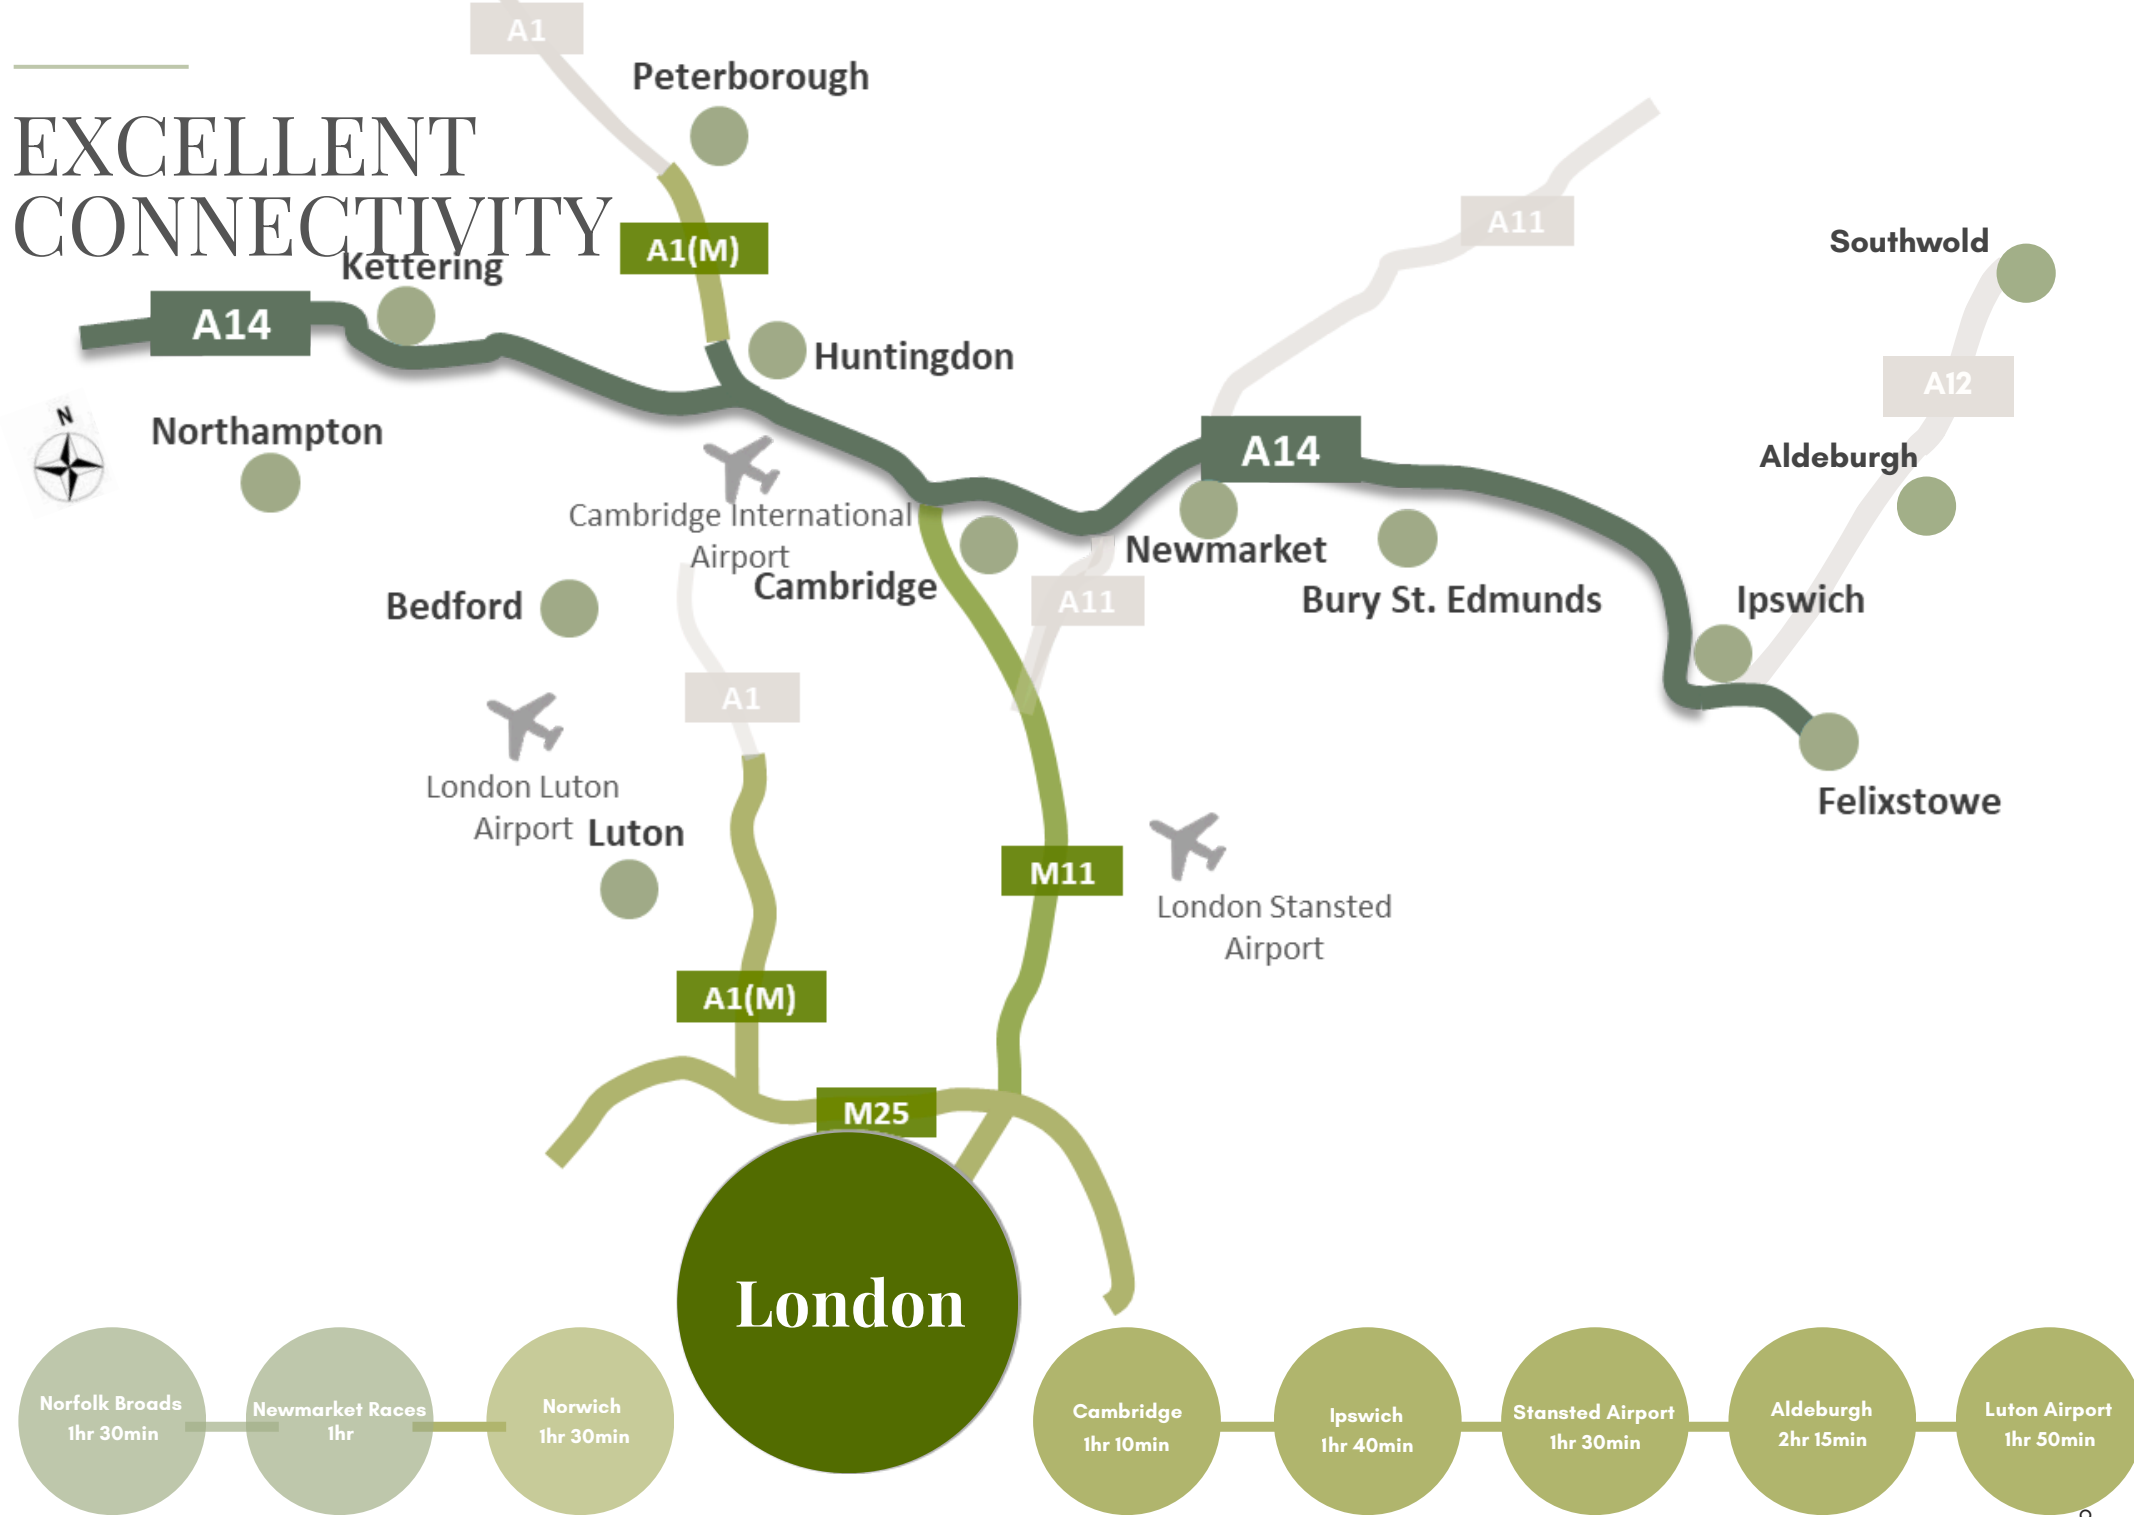 A1
Peterborough
EXCELLENT
CONNECTIVITY
A1(M)
Kettering
A11
Southwold
A14
Huntingdon
A12
N
Northampton
A14
Aldeburgh
Cambridge International
Airport
Newmarket
Cambridge
Bedford
A11
Bury St. Edmunds
Ipswich
A1
London Luton
Airport
Luton
Felixstowe
M11
London Stansted
Airport
A1(M)
M25
London
Norfolk Broads
1hr 30min
Newmarket Races
1hr
Norwich
1hr 30min
Cambridge
1hr 10min
Ipswich
1hr 40min
Stansted Airport
1hr 30min
Aldeburgh
2hr 15min
Luton Airport
1hr 50min